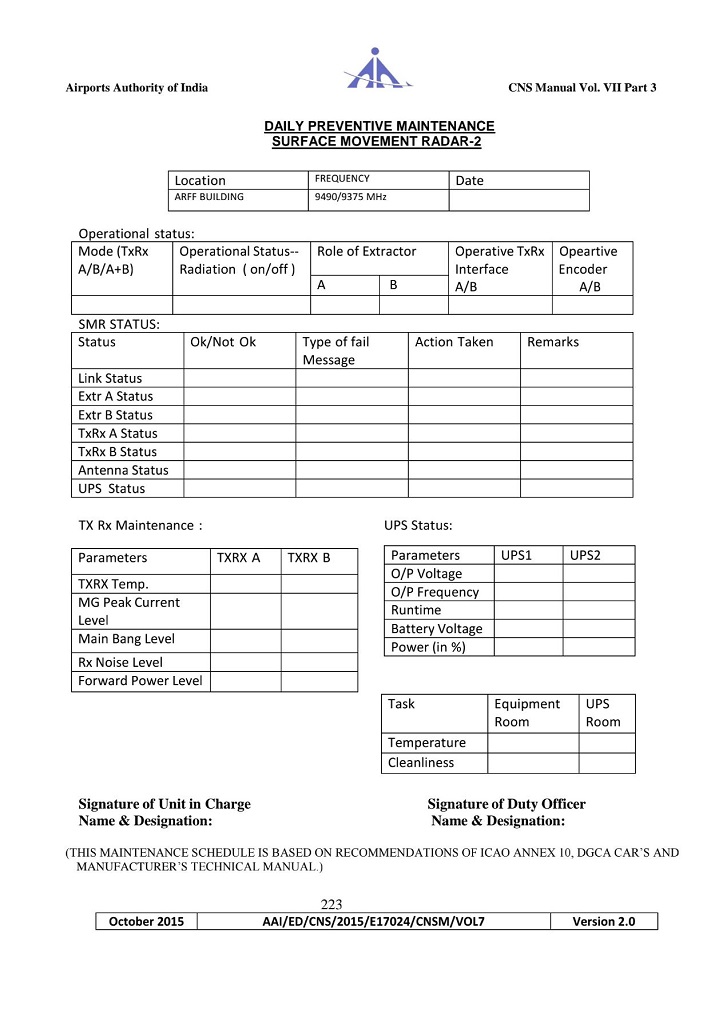 Airports Authority of India CNS Manual Vol. VII Part 3
DAILY PREVENTIVE MAINTENANCE
SURFACE MOVEMENT RADAR-2
Location FREQUENCY Date
ARFF BUILDING 9490/9375 MHz
Operational status:
Mode (TxRx Operational Status-- Role of Extractor Operative TxRx Opeartive
A/B/A+B) Radiation ( on/off ) Interface Encoder
A B A/B A/B
SMR STATUS:
Status Ok/Not Ok Type of fail Action Taken Remarks
Message
Link Status
Extr A Status
Extr B Status
TxRx A Status
TxRx B Status
Antenna Status
UPS Status
TX Rx Maintenance : UPS Status:
Parameters TXRX A TXRX B
TXRX Temp.
MG Peak Current
Level
Main Bang Level
Rx Noise Level
Forward Power Level
Parameters UPS1 UPS2
O/P Voltage
O/P Frequency
Runtime
Battery Voltage
Power (in %)
Task Equipment UPS
Room Room
Temperature
Cleanliness
Signature of Unit in Charge Signature of Duty Officer
Name & Designation: Name & Designation:
(THIS MAINTENANCE SCHEDULE IS BASED ON RECOMMENDATIONS OF ICAO ANNEX 10, DGCA CAR'S AND
MANUFACTURER'S TECHNICAL MANUAL.)
223
October 2015 AAI/ED/CNS/2015/E17024/CNSM/VOL7 Version 2.0